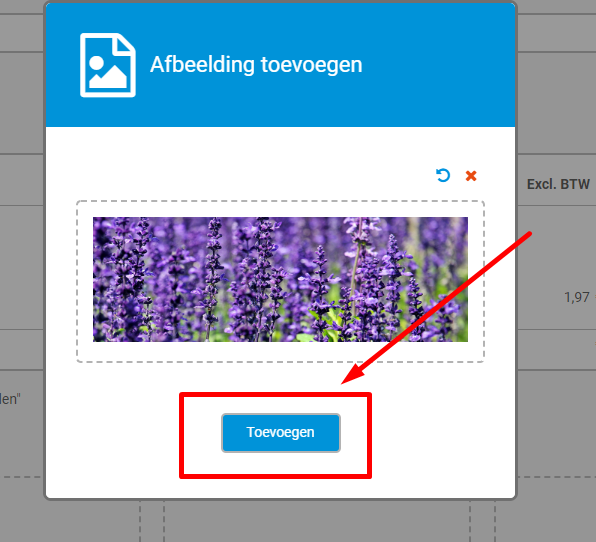 Afbeelding toevoegen
Excl. BTW
1,97
len"
Toevoegen